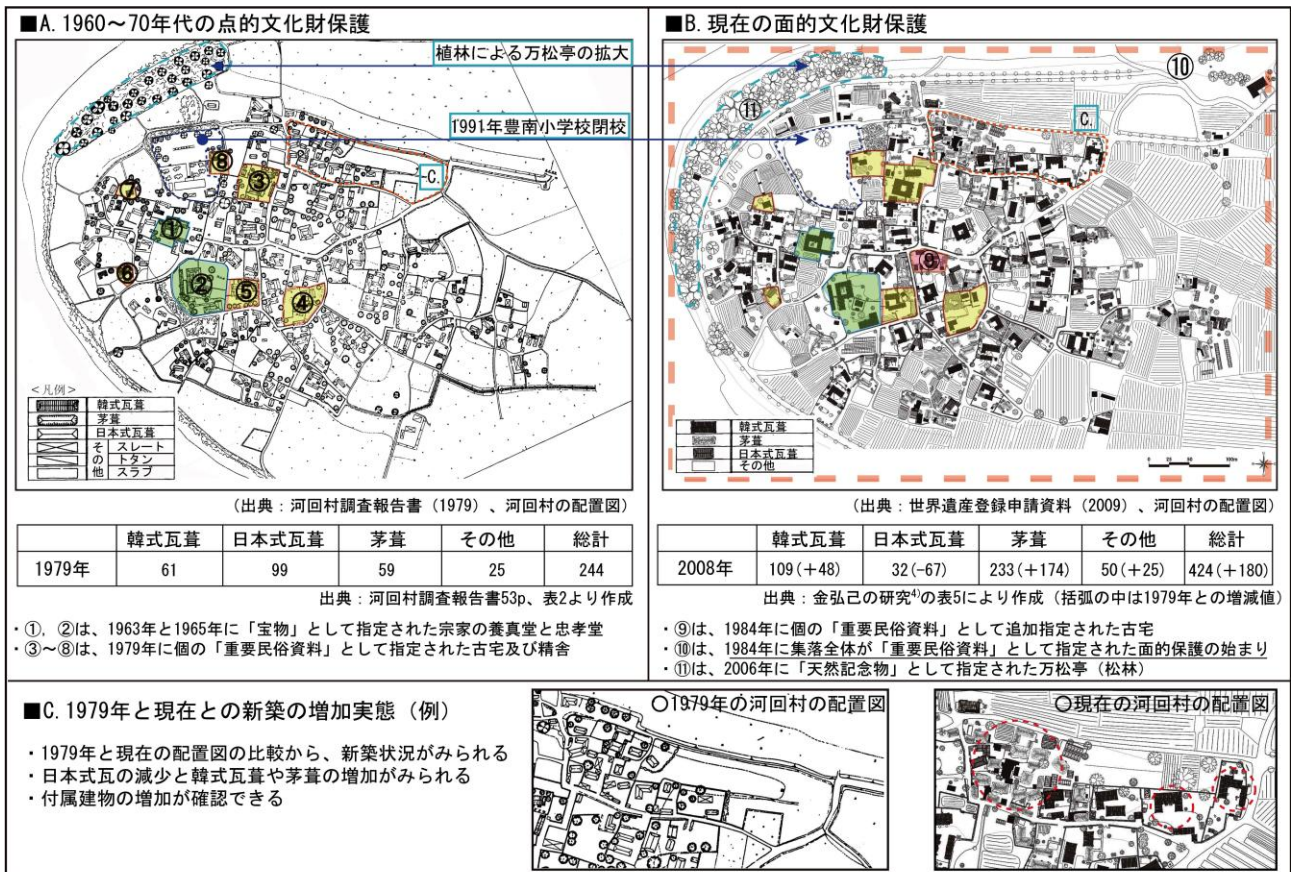 ■A. 1960～70年代の点的文化財保護
植林による万松亭の拡大
1991年豊南小学校閉校
C.
⑧
③
⑦
①
⑥
②
⑤
④
<凡例>
韓式瓦葺
茅葺
日本式瓦葺
その他
スレート
トタン
スラブ
(出典：河回村調査報告書（1979）、河回村の配置図)
韓式瓦葺 日本式瓦葺 茅葺 その他 総計
1979年 61 99 59 25 244
出典：河回村調査報告書53p、表2より作成
・①, ②は、1963年と1965年に「宝物」として指定された宗家の養真堂と忠孝堂
・③～⑧は、1979年に個の「重要民俗資料」として指定された古宅及び精舎
■B. 現在の面的文化財保護
⑩
⑪
C.
⑨
韓式瓦葺
茅葺
日本式瓦葺
その他
0 25 50 100m
(出典：世界遺産登録申請資料（2009）、河回村の配置図)
韓式瓦葺 日本式瓦葺 茅葺 その他 総計
2008年 109(+48) 32(-67) 233(+174) 50(+25) 424(+180)
出典：金弘己の研究4)の表5により作成（括弧の中は1979年との増減値)
・⑨は、1984年に個の「重要民俗資料」として追加指定された古宅
・⑩は、1984年に集落全体が「重要民俗資料」として指定された面的保護の始まり
・⑪は、2006年に「天然記念物」として指定された万松亭（松林）
■C. 1979年と現在との新築の増加実態（例）
・1979年と現在の配置図の比較から、新築状況がみられる
・日本式瓦の減少と韓式瓦葺や茅葺の増加がみられる
・付属建物の増加が確認できる
○1979年の河回村の配置図
○現在の河回村の配置図